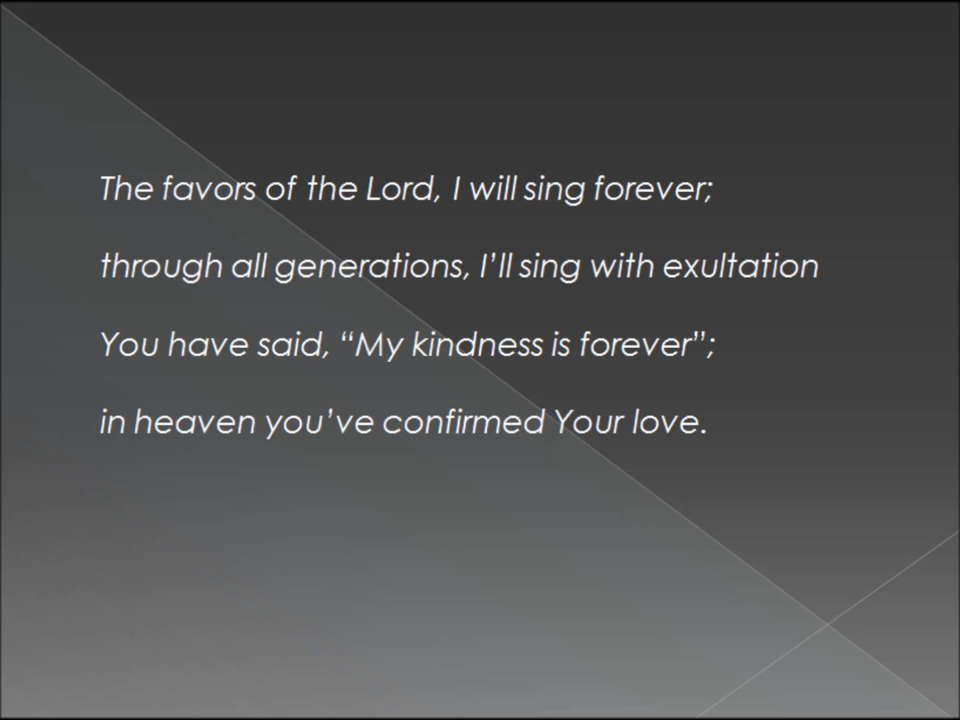 The favors of the Lord, I will sing forever;
through all generations, I’ll sing with exultation
You have said, “My kindness is forever”;
in heaven you’ve confirmed Your love.